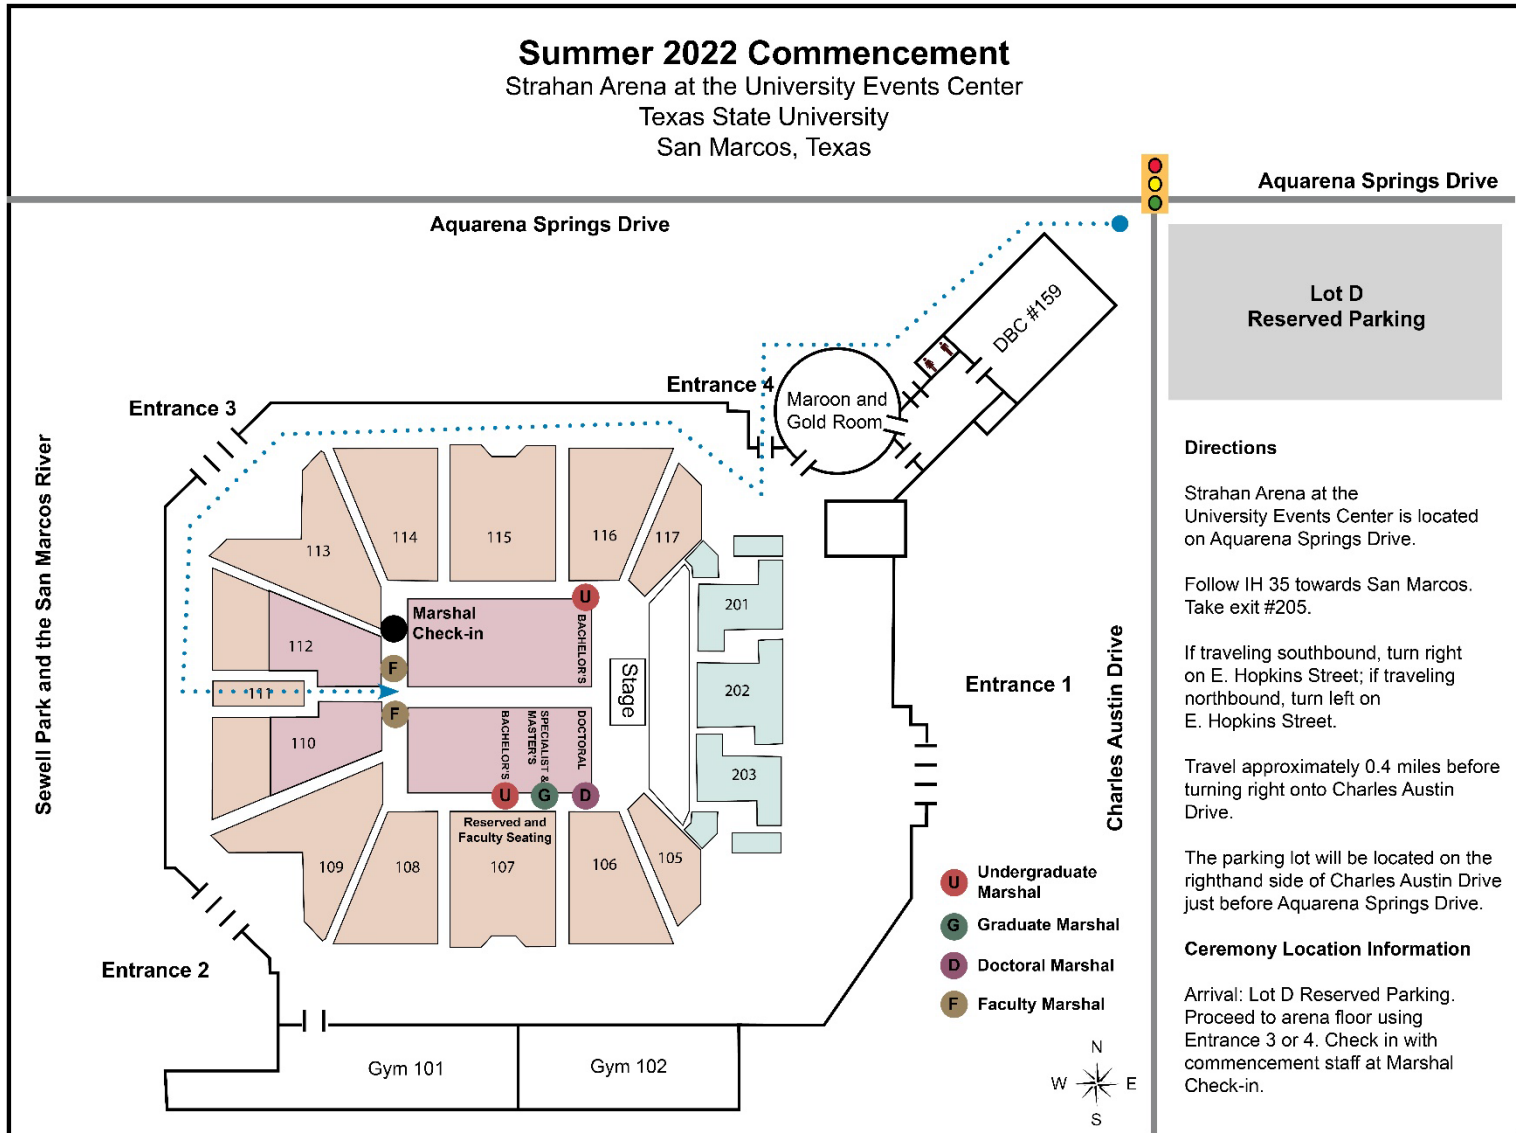 Summer 2022 Commencement
Strahan Arena at the University Events Center
Texas State University
San Marcos, Texas
Aquarena Springs Drive
Aquarena Springs Drive
Lot D
Reserved Parking
DBC #159
Maroon and
Gold Room
Entrance 4
Entrance 3
Sewell Park and the San Marcos River
113
114
115
116
117
112
111
110
109
108
107
106
105
201
202
203
Marshal
Check-in
U
BACHELOR'S
F
F
Stage
BACHELOR'S
SPECIALIST &
MASTER'S
DOCTORAL
U
G
D
Reserved and
Faculty Seating
Entrance 1
Charles Austin Drive
Entrance 2
Gym 101
Gym 102
U
Undergraduate
Marshal
G
Graduate Marshal
D
Doctoral Marshal
F
Faculty Marshal
N
W
E
S
Directions
Strahan Arena at the
University Events Center is located
on Aquarena Springs Drive.
Follow IH 35 towards San Marcos.
Take exit #205.
If traveling southbound, turn right
on E. Hopkins Street; if traveling
northbound, turn left on
E. Hopkins Street.
Travel approximately 0.4 miles before
turning right onto Charles Austin
Drive.
The parking lot will be located on the
righthand side of Charles Austin Drive
just before Aquarena Springs Drive.
Ceremony Location Information
Arrival: Lot D Reserved Parking.
Proceed to arena floor using
Entrance 3 or 4. Check in with
commencement staff at Marshal
Check-in.